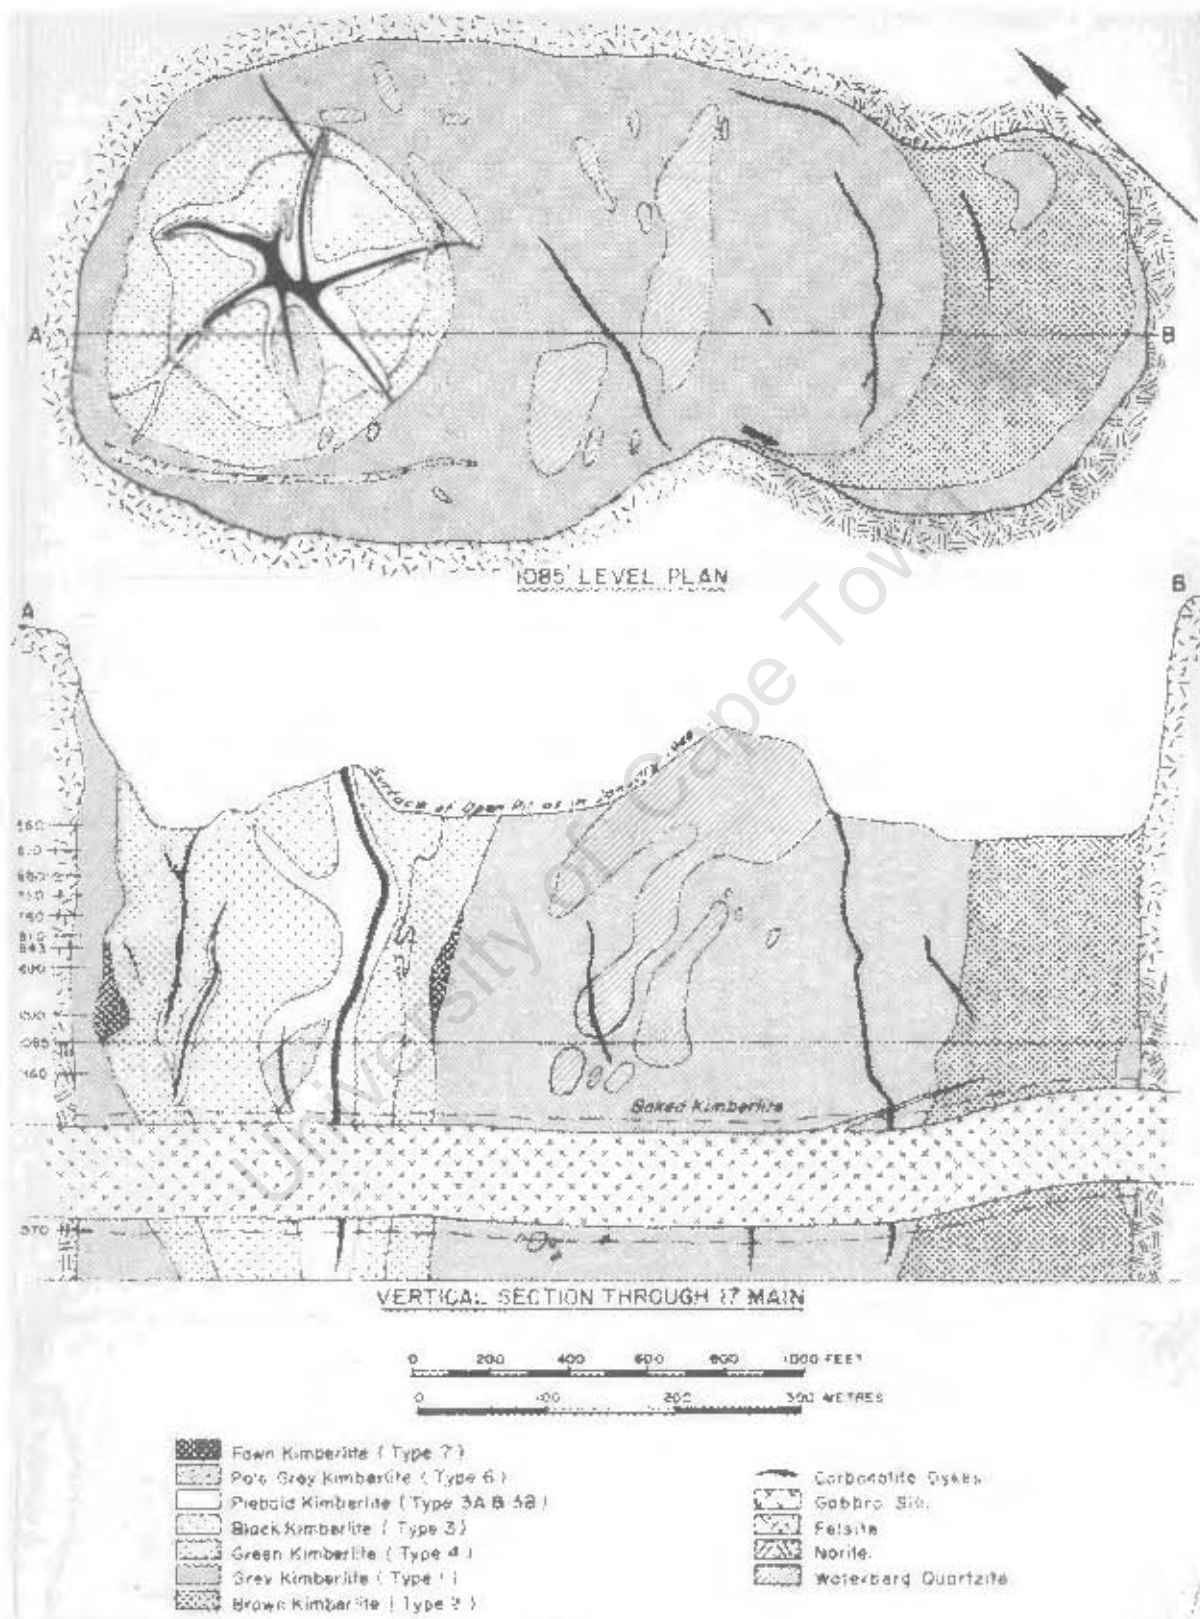 N
A
B
1085' LEVEL PLAN
A
B
Surface of Open Pit as in
Baked Kimberlite
University of Cape Town
VERTICAL SECTION THROUGH 17 MAIN
0 200 400 600 800 1000 FEET
0 100 200 300 METRES
Fawn Kimberlite (Type 7)
Pale Grey Kimberlite (Type 6)
Piebald Kimberlite (Type 3A & 3B)
Black Kimberlite (Type 3)
Green Kimberlite (Type 4)
Grey Kimberlite (Type 1)
Brown Kimberlite (Type 2)
Carbonatite Dykes
Gabbro Sill
Felsite
Norite
Waterberg Quartzite